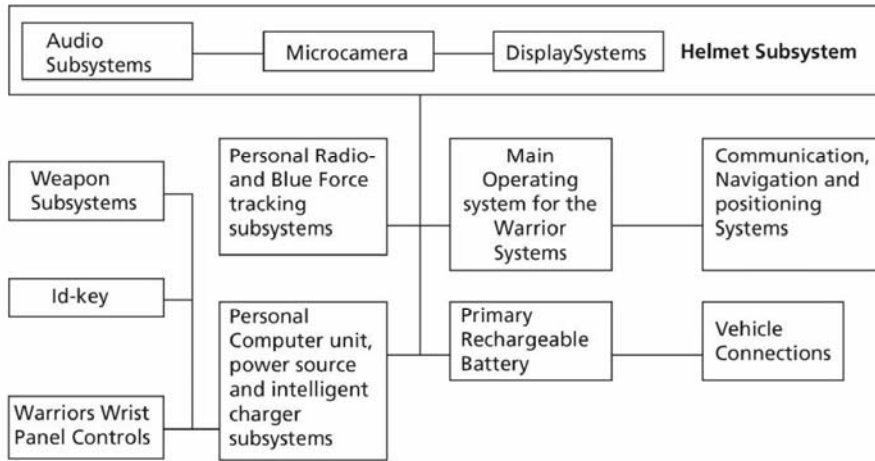 Audio
Subsystems
Microcamera
DisplaySystems
Helmet Subsystem
Weapon
Subsystems
Personal Radio-
and Blue Force
tracking
subsystems
Main
Operating
system for the
Warrior
Systems
Communication,
Navigation and
positioning
Systems
Id-key
Personal
Computer unit,
power source
and intelligent
charger
subsystems
Primary
Rechargeable
Battery
Vehicle
Connections
Warriors Wrist
Panel Controls